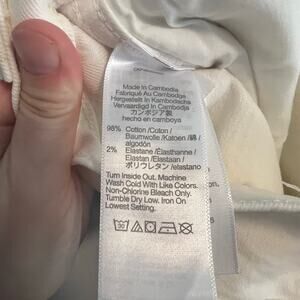 Made In Cambodia
Fabriqué Au Cambodge
Hergestellt In Kambodscha
Vervaardigd In Cambodja
カンボジア製
hecho en camboya
98% Cotton /Coton /
Baumwolle /Katoen /綿 /
algodón
2% Elastane /Élasthanne /
Elastan /Elastaan /
ポリウレタン /elastano
Turn Inside Out. Machine
Wash Cold With Like Colors.
Non-Chlorine Bleach Only.
Tumble Dry Low. Iron On
Lowest Setting.
30